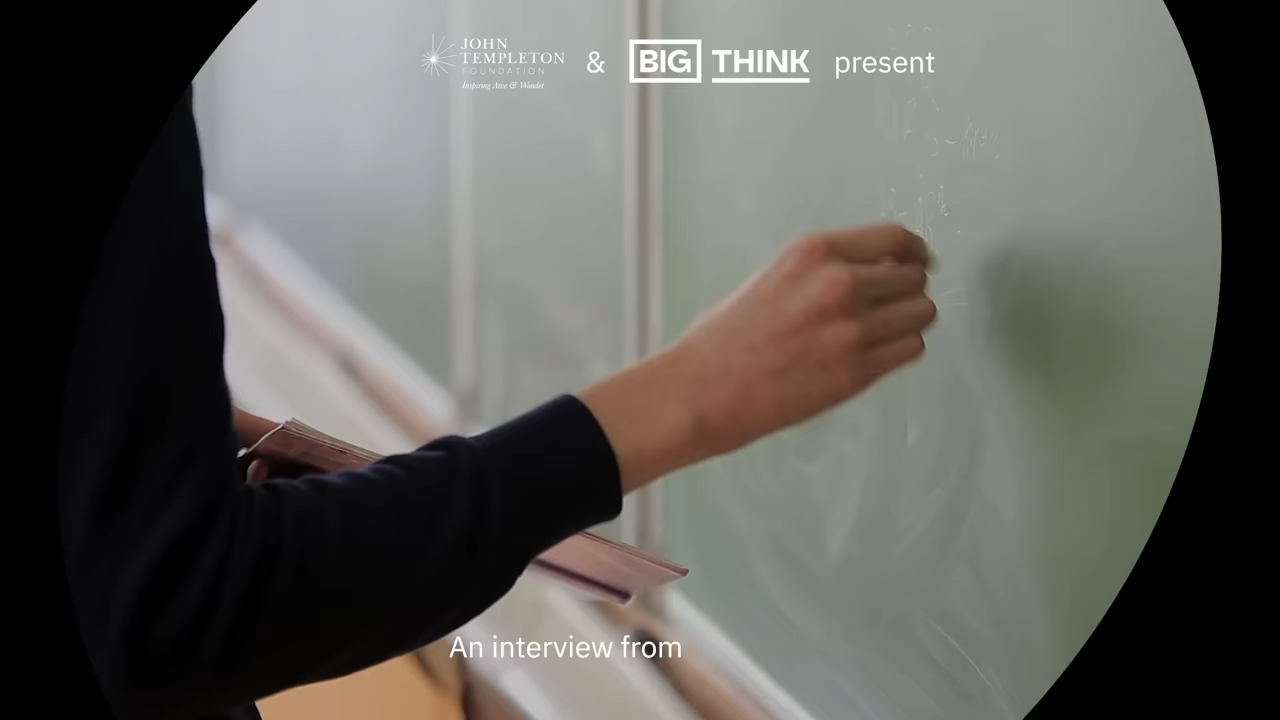 JOHN
TEMPLETON
FOUNDATION
Inspiring Awe & Wonder
& BIG THINK present
An interview from